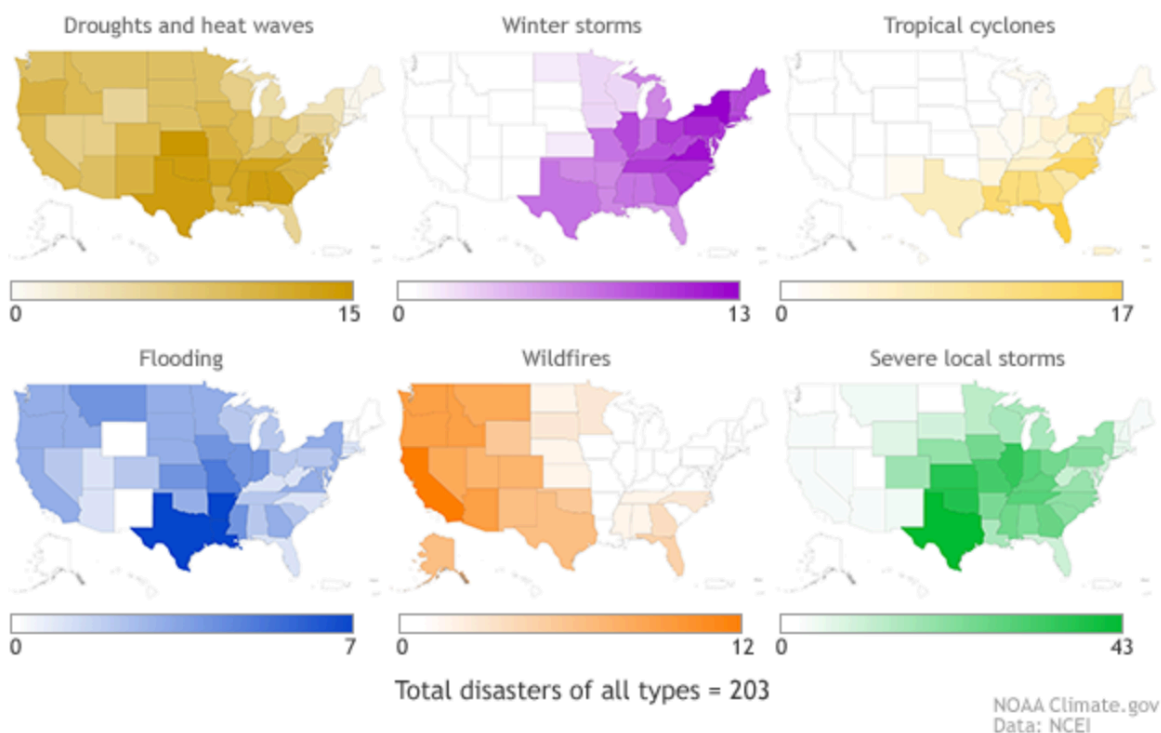 Droughts and heat waves
Winter storms
Tropical cyclones
0 15
0 13
0 17
Flooding
Wildfires
Severe local storms
0 7
0 12
0 43
Total disasters of all types = 203
NOAA Climate.gov
Data: NCEI